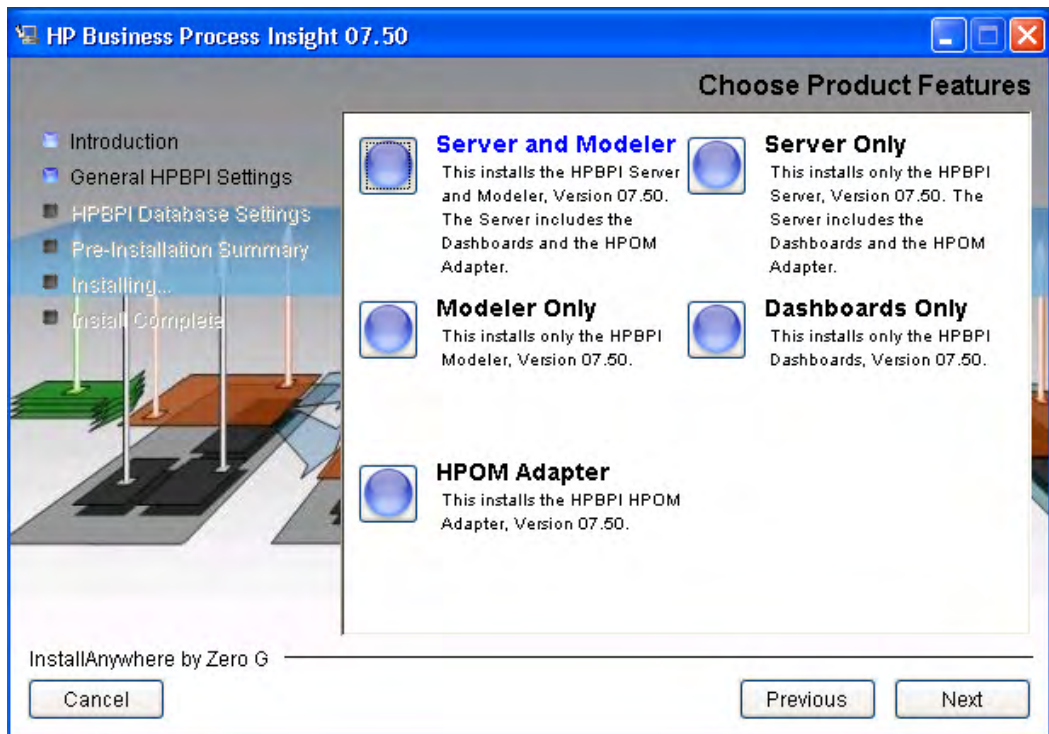 HP Business Process Insight 07.50
Choose Product Features
Introduction
General HPBPI Settings
HPBPI Database Settings
Pre-Installation Summary
Installing...
Install Complete
Server and Modeler
This installs the HPBPI Server
and Modeler, Version 07.50.
The Server includes the
Dashboards and the HPOM
Adapter.
Server Only
This installs only the HPBPI
Server, Version 07.50. The
Server includes the
Dashboards and the HPOM
Adapter.
Modeler Only
This installs only the HPBPI
Modeler, Version 07.50.
Dashboards Only
This installs only the HPBPI
Dashboards, Version 07.50.
HPOM Adapter
This installs the HPBPI HPOM
Adapter, Version 07.50.
InstallAnywhere by Zero G
Cancel
Previous
Next